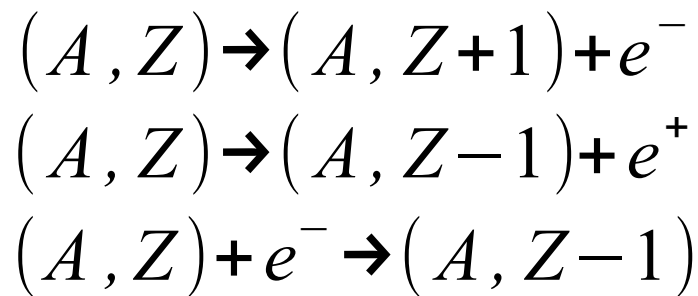 (A, Z) → (A, Z+1) + e⁻
(A, Z) → (A, Z−1) + e⁺
(A, Z) + e⁻ → (A, Z−1)